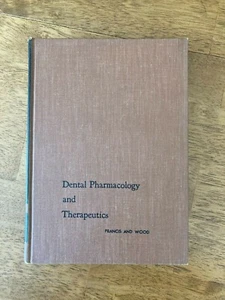 Dental Pharmacology
and
Therapeutics
FRANCIS AND WOOD